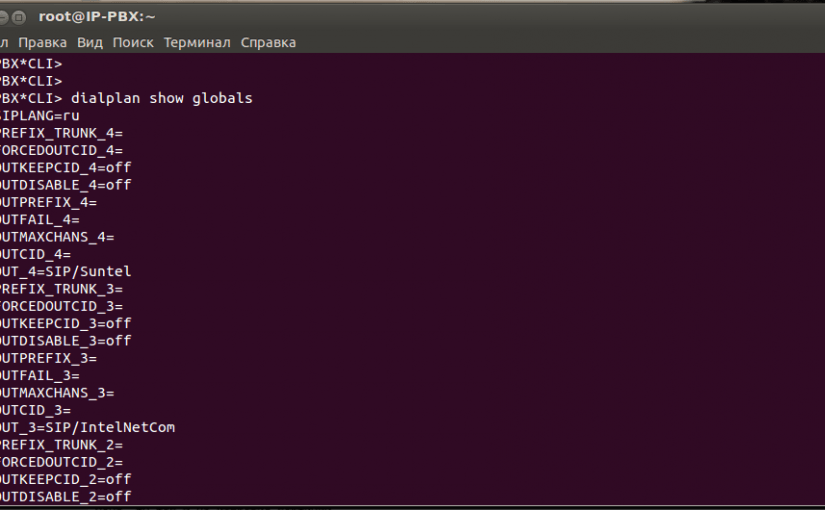 root@IP-PBX:~
л Правка Вид Поиск Терминал Справка
PBX*CLI>
PBX*CLI>
PBX*CLI> dialplan show globals
SIPLANG=ru
PREFIX_TRUNK_4=
FORCEDOUTCID_4=
OUTKEEPCID_4=off
OUTDISABLE_4=off
OUTPREFIX_4=
OUTFAIL_4=
OUTMAXCHANS_4=
OUTCID_4=
OUT_4=SIP/Suntel
PREFIX_TRUNK_3=
FORCEDOUTCID_3=
OUTKEEPCID_3=off
OUTDISABLE_3=off
OUTPREFIX_3=
OUTFAIL_3=
OUTMAXCHANS_3=
OUTCID_3=
OUT_3=SIP/IntelNetCom
PREFIX_TRUNK_2=
FORCEDOUTCID_2=
OUTKEEPCID_2=off
OUTDISABLE_2=off